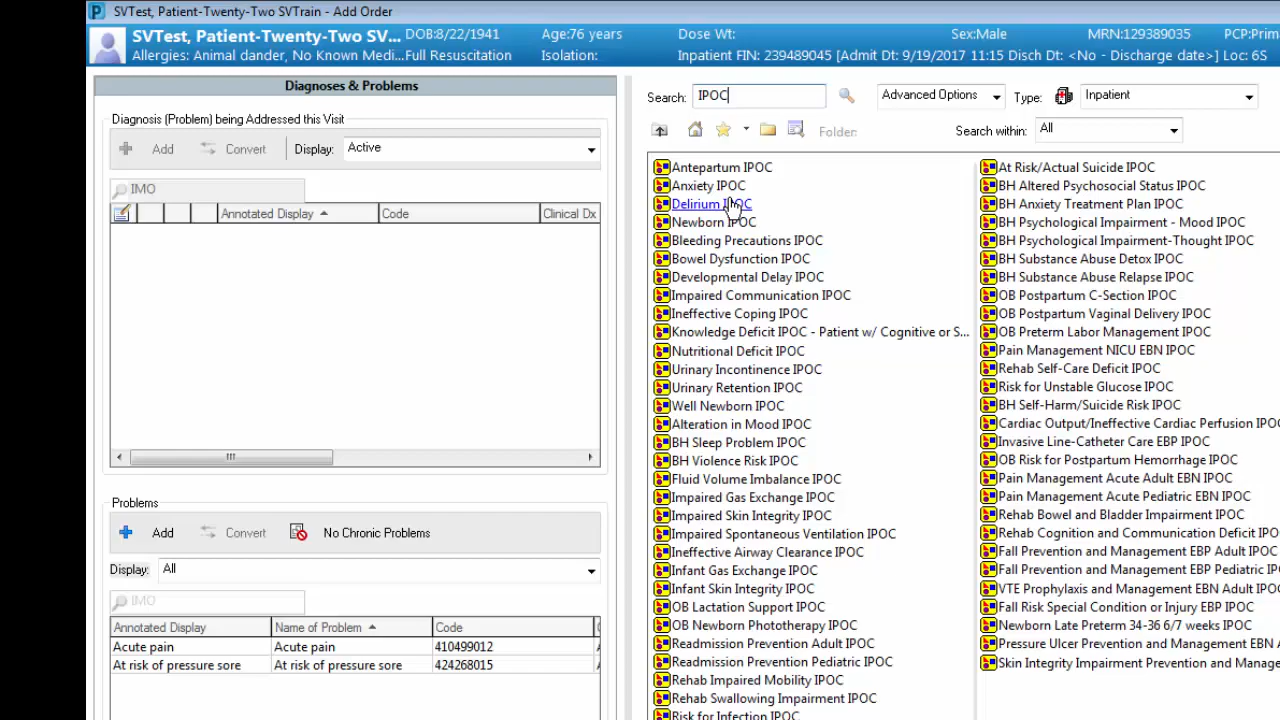 SVTest, Patient-Twenty-Two SVTrain - Add Order
SVTest, Patient-Twenty-Two SV... DOB:8/22/1941 Age:76 years Dose Wt: Sex:Male MRN:129389035 PCP:Prim
Allergies: Animal dander, No Known Medi... Full Resuscitation Isolation: Inpatient FIN: 239489045 [Admit Dt: 9/19/2017 11:15 Disch Dt: <No - Discharge date>] Loc: 6S
Diagnoses & Problems
Diagnosis (Problem) being Addressed this Visit
Add Convert Display: Active
IMO
Annotated Display Code Clinical Dx
Problems
Add Convert No Chronic Problems
Display: All
IMO
Annotated Display Name of Problem Code
Acute pain Acute pain 410499012
At risk of pressure sore At risk of pressure sore 424268015
Search: IPOC Advanced Options Type: Inpatient
Folder: Search within: All
Antepartum IPOC
Anxiety IPOC
Delirium IPOC
Newborn IPOC
Bleeding Precautions IPOC
Bowel Dysfunction IPOC
Developmental Delay IPOC
Impaired Communication IPOC
Ineffective Coping IPOC
Knowledge Deficit IPOC - Patient w/ Cognitive or S...
Nutritional Deficit IPOC
Urinary Incontinence IPOC
Urinary Retention IPOC
Well Newborn IPOC
Alteration in Mood IPOC
BH Sleep Problem IPOC
BH Violence Risk IPOC
Fluid Volume Imbalance IPOC
Impaired Gas Exchange IPOC
Impaired Skin Integrity IPOC
Impaired Spontaneous Ventilation IPOC
Ineffective Airway Clearance IPOC
Infant Gas Exchange IPOC
Infant Skin Integrity IPOC
OB Lactation Support IPOC
OB Newborn Phototherapy IPOC
Readmission Prevention Adult IPOC
Readmission Prevention Pediatric IPOC
Rehab Impaired Mobility IPOC
Rehab Swallowing Impairment IPOC
Risk for Infection IPOC
At Risk/Actual Suicide IPOC
BH Altered Psychosocial Status IPOC
BH Anxiety Treatment Plan IPOC
BH Psychological Impairment - Mood IPOC
BH Psychological Impairment-Thought IPOC
BH Substance Abuse Detox IPOC
BH Substance Abuse Relapse IPOC
OB Postpartum C-Section IPOC
OB Postpartum Vaginal Delivery IPOC
OB Preterm Labor Management IPOC
Pain Management NICU EBN IPOC
Rehab Self-Care Deficit IPOC
Risk for Unstable Glucose IPOC
BH Self-Harm/Suicide Risk IPOC
Cardiac Output/Ineffective Cardiac Perfusion IPO
Invasive Line-Catheter Care EBP IPOC
OB Risk for Postpartum Hemorrhage IPOC
Pain Management Acute Adult EBN IPOC
Pain Management Acute Pediatric EBN IPOC
Rehab Bowel and Bladder Impairment IPOC
Rehab Cognition and Communication Deficit IPO
Fall Prevention and Management EBP Adult IPOC
Fall Prevention and Management EBP Pediatric IP
VTE Prophylaxis and Management EBN Adult IPO
Fall Risk Special Condition or Injury EBP IPOC
Newborn Late Preterm 34-36 6/7 weeks IPOC
Pressure Ulcer Prevention and Management EBN A
Skin Integrity Impairment Prevention and Manage